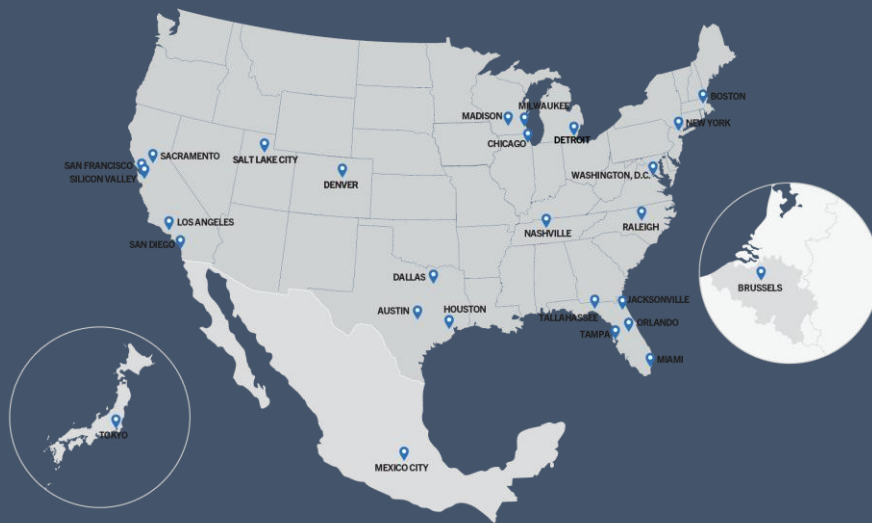 BOSTON
MILWAUKEE
MADISON
NEW YORK
CHICAGO
DETROIT
SACRAMENTO
SALT LAKE CITY
SAN FRANCISCO
SILICON VALLEY
WASHINGTON, D.C.
DENVER
LOS ANGELES
NASHVILLE
RALEIGH
SAN DIEGO
DALLAS
BRUSSELS
JACKSONVILLE
AUSTIN
HOUSTON
TALLAHASSEE
ORLANDO
TAMPA
MIAMI
TOKYO
MEXICO CITY